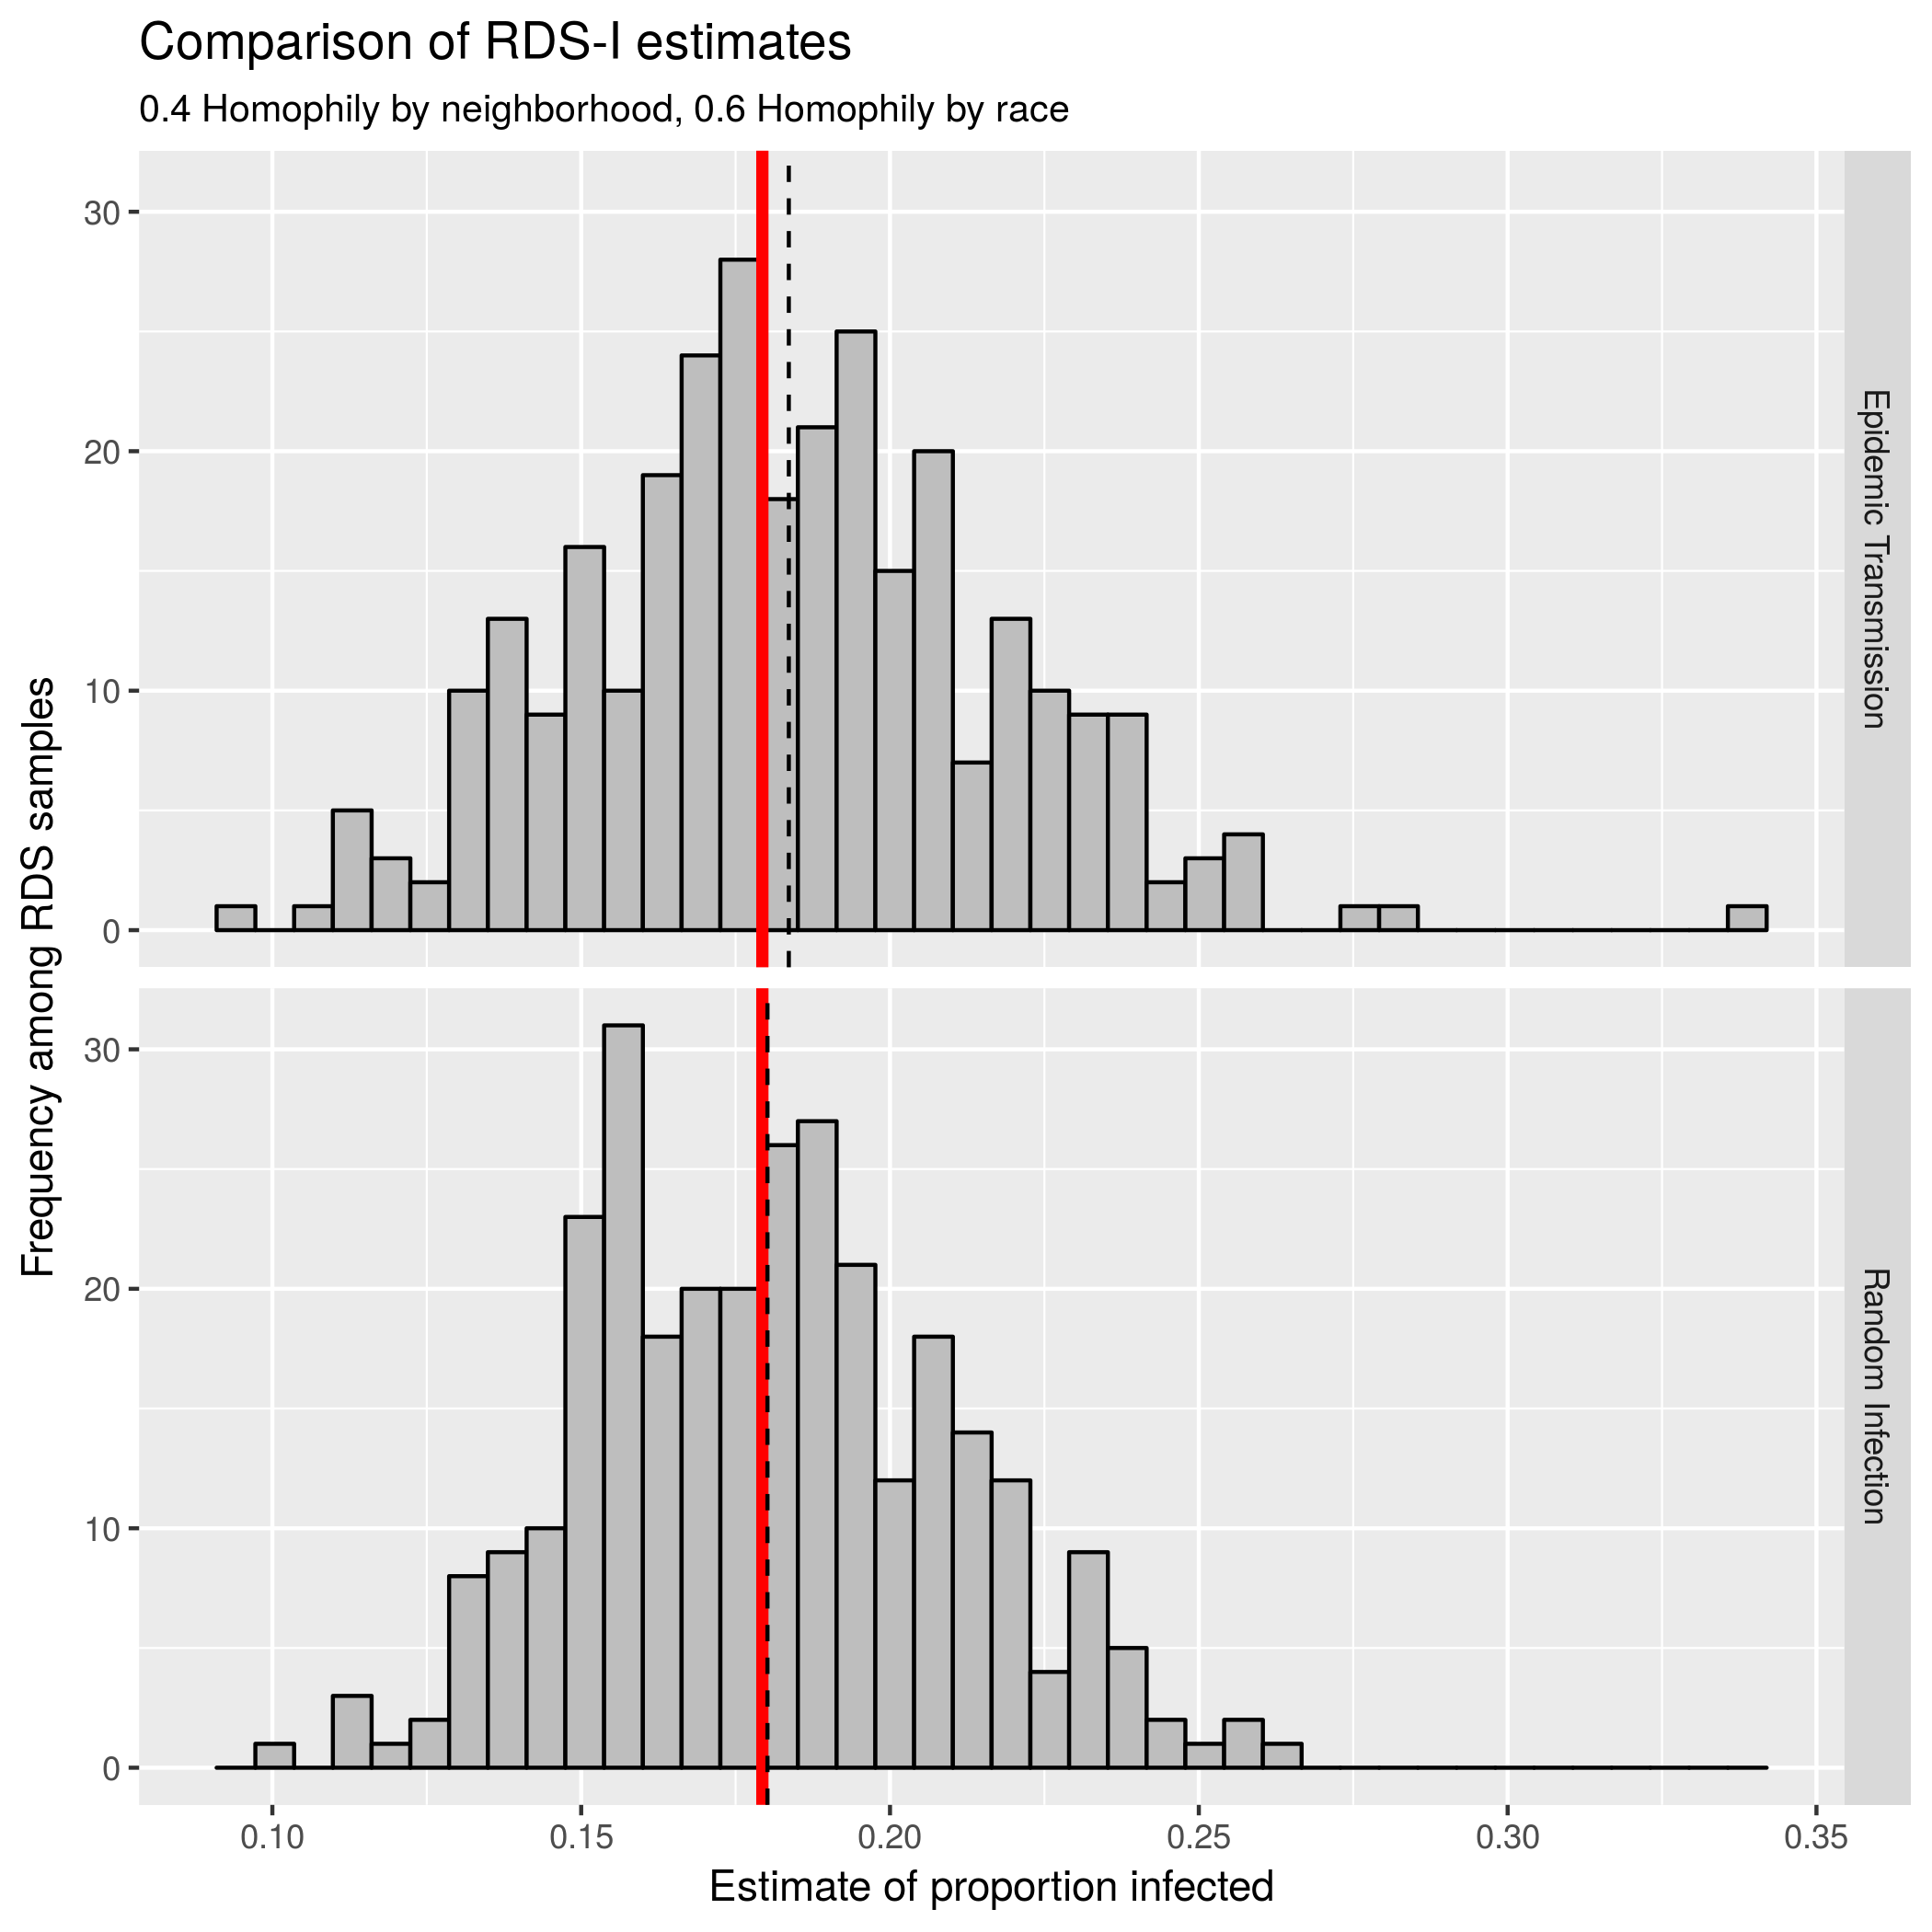 Comparison of RDS-I estimates
0.4 Homophily by neighborhood, 0.6 Homophily by race
Frequency among RDS samples
30
20
10
0
Epidemic Transmission
30
20
10
0
Random Infection
0.10 0.15 0.20 0.25 0.30 0.35
Estimate of proportion infected